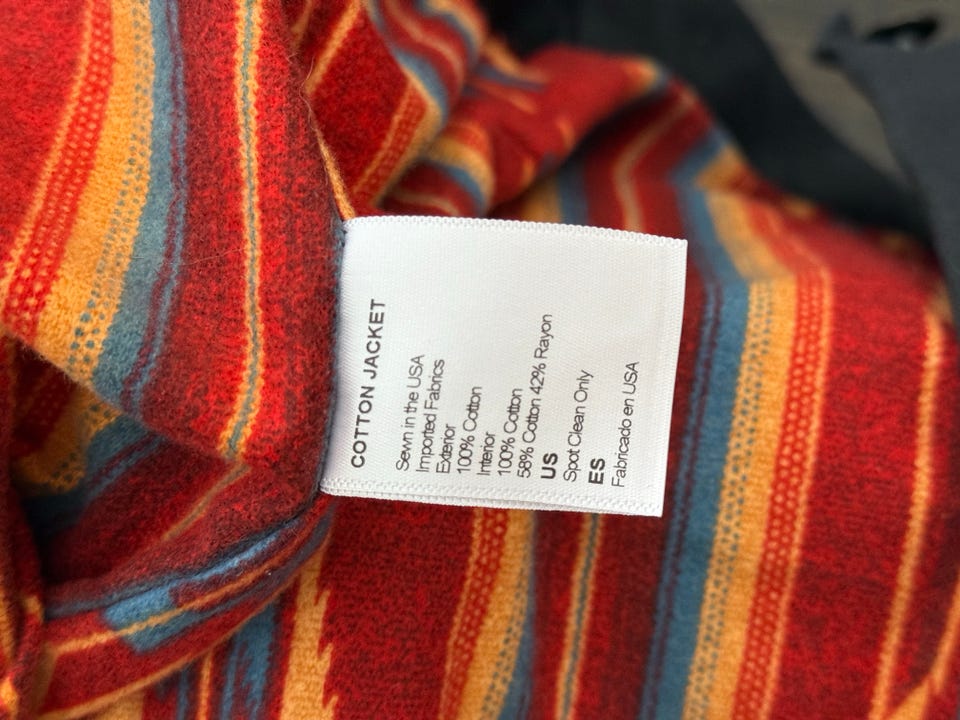 COTTON JACKET
Sewn in the USA
Imported Fabrics
Exterior
100% Cotton
Interior
100% Cotton
58% Cotton 42% Rayon
US
Spot Clean Only
ES
Fabricado en USA